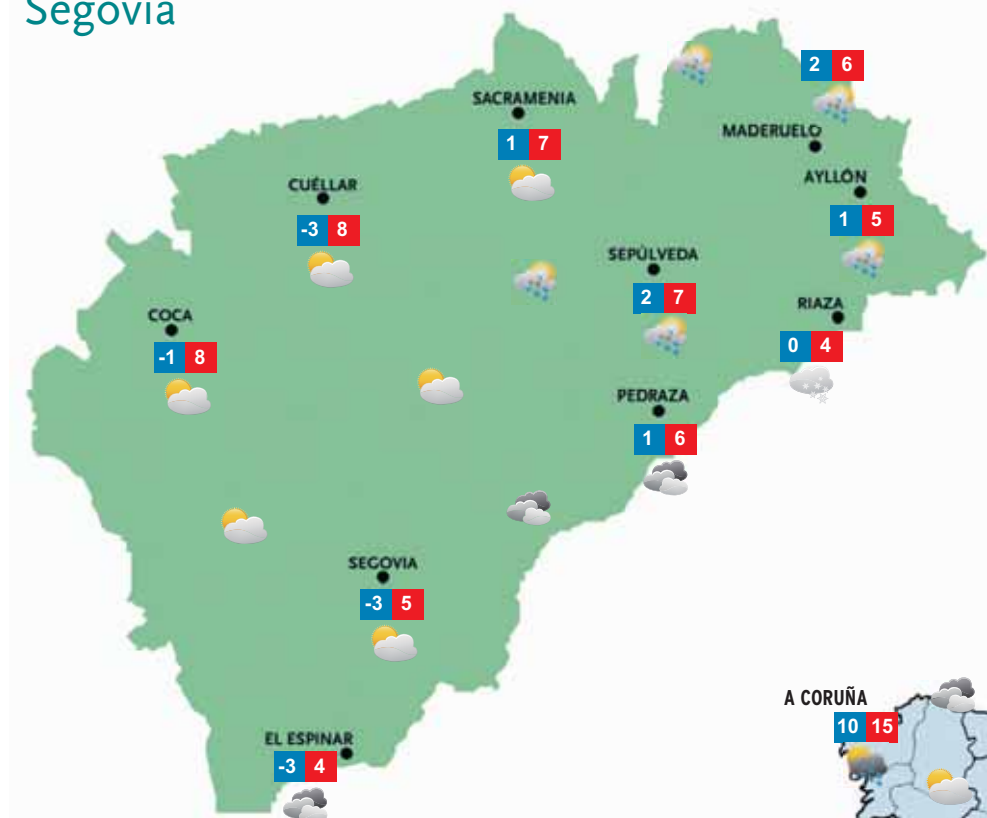 Segovia
2 6
SACRAMENIA
1 7
MADERUELO
AYLLÓN
1 5
CUÉLLAR
-3 8
SEPÚLVEDA
2 7
RIAZA
0 4
COCA
-1 8
PEDRAZA
1 6
SEGOVIA
-3 5
A CORUÑA
10 15
EL ESPINAR
-3 4